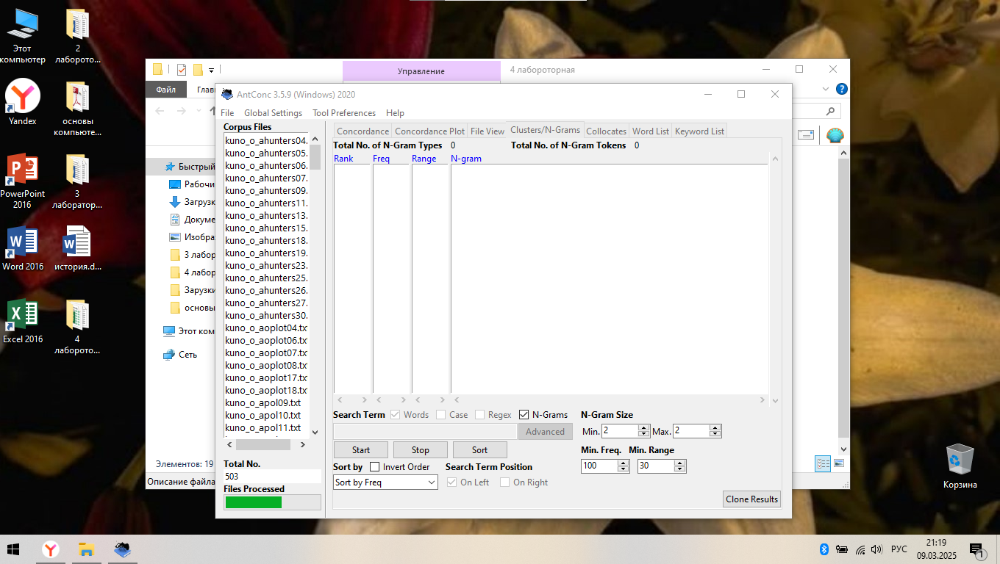 Этот
компьютер
2
лаборото...
Yandex
основы
компьюте...
PowerPoint
2016
3
лаборатор...
Word 2016
история.d...
Excel 2016
4
лаборото...
Управление
4 лабороторная
Файл
Главн
Быстрый
Рабочи
Загрузк
Докуме
Изобра
3 лабор
4 лабор
Зарузки
основы
Этот ком
Сеть
Элементов: 19
Описание файла
AntConc 3.5.9 (Windows) 2020
File Global Settings Tool Preferences Help
Corpus Files
kuno_o_ahunters04.
kuno_o_ahunters05.
kuno_o_ahunters06.
kuno_o_ahunters07.
kuno_o_ahunters09.
kuno_o_ahunters11.
kuno_o_ahunters13.
kuno_o_ahunters15.
kuno_o_ahunters18.
kuno_o_ahunters19.
kuno_o_ahunters23.
kuno_o_ahunters25.
kuno_o_ahunters26.
kuno_o_ahunters27.
kuno_o_ahunters30.
kuno_o_aoplot04.tx
kuno_o_aoplot06.tx
kuno_o_aoplot07.tx
kuno_o_aoplot08.tx
kuno_o_aoplot17.tx
kuno_o_aoplot18.tx
kuno_o_apol09.txt
kuno_o_apol10.txt
kuno_o_apol11.txt
Total No.
503
Files Processed
Concordance Concordance Plot File View Clusters/N-Grams Collocates Word List Keyword List
Total No. of N-Gram Types 0 Total No. of N-Gram Tokens 0
Rank Freq Range N-gram
Search Term Words Case Regex N-Grams N-Gram Size
Advanced Min. 2 Max. 2
Start Stop Sort Min. Freq. Min. Range
100 30
Sort by Invert Order Search Term Position
Sort by Freq On Left On Right
Clone Results
Корзина
РУС
21:19
09.03.2025
1